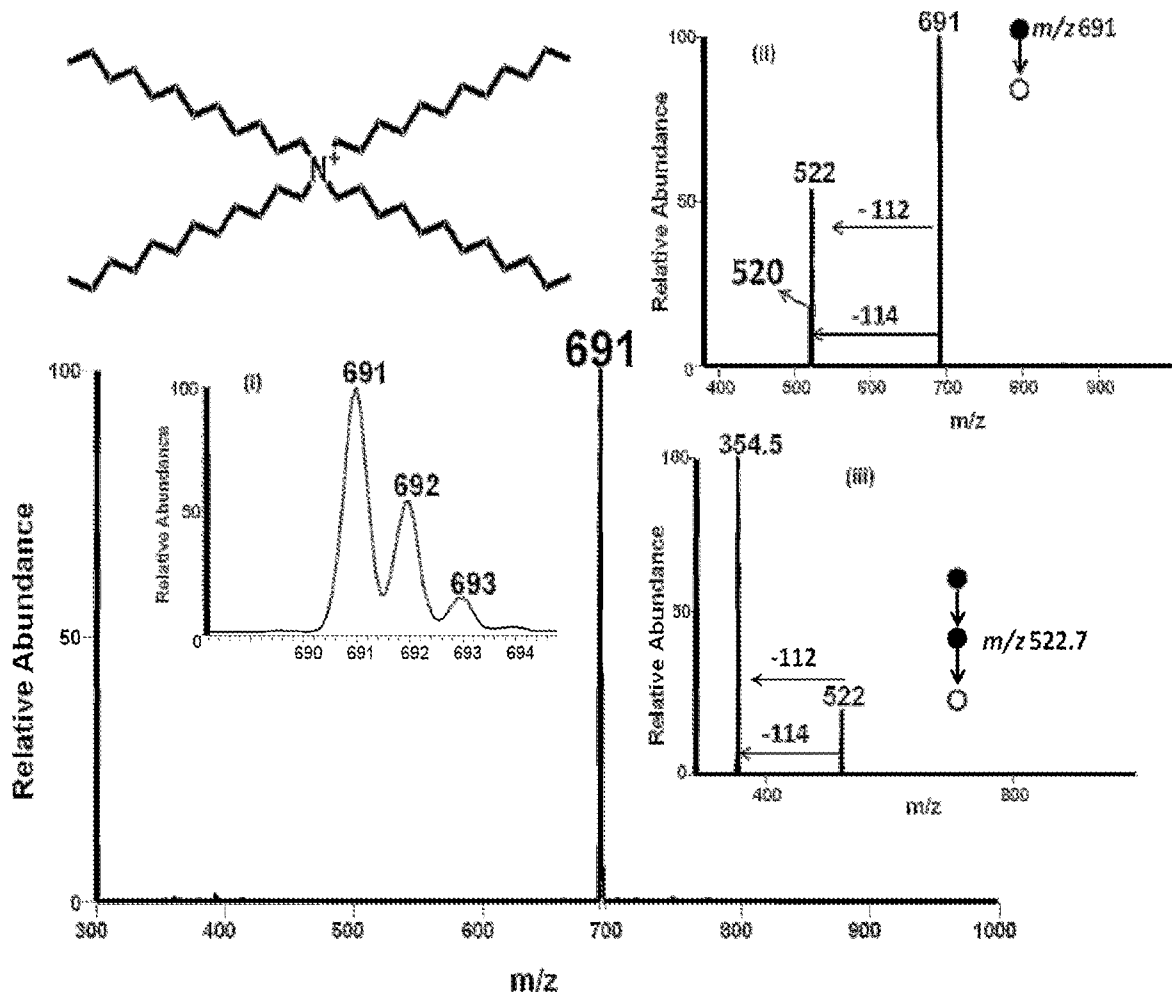 N+
(ii)
691
m/z 691
100
522
50
-112
520
-114
0
400 500 600 700 800 900
m/z
Relative Abundance
691
100
50
0
Relative Abundance
300 400 500 600 700 800 900 1000
m/z
(i)
100
691
692
50
693
0
690 691 692 693 694
Relative Abundance
354.5
100
(iii)
50
m/z 522.7
-112
522
-114
0
400 800
m/z
Relative Abundance